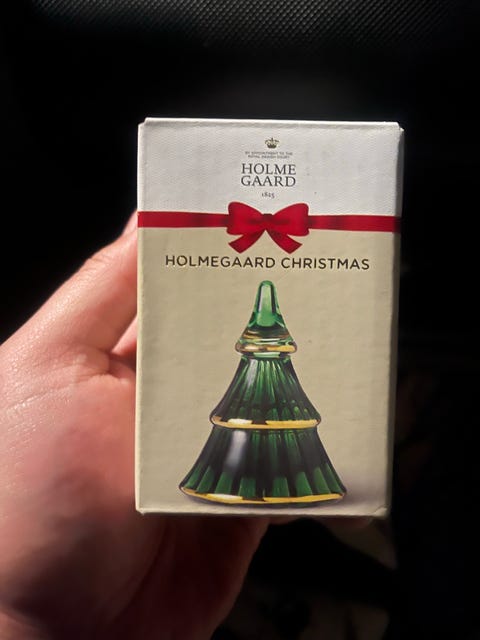 BY APPOINTMENT TO THE
ROYAL DANISH COURT
HOLME
GAARD
1825
HOLMEGAARD CHRISTMAS